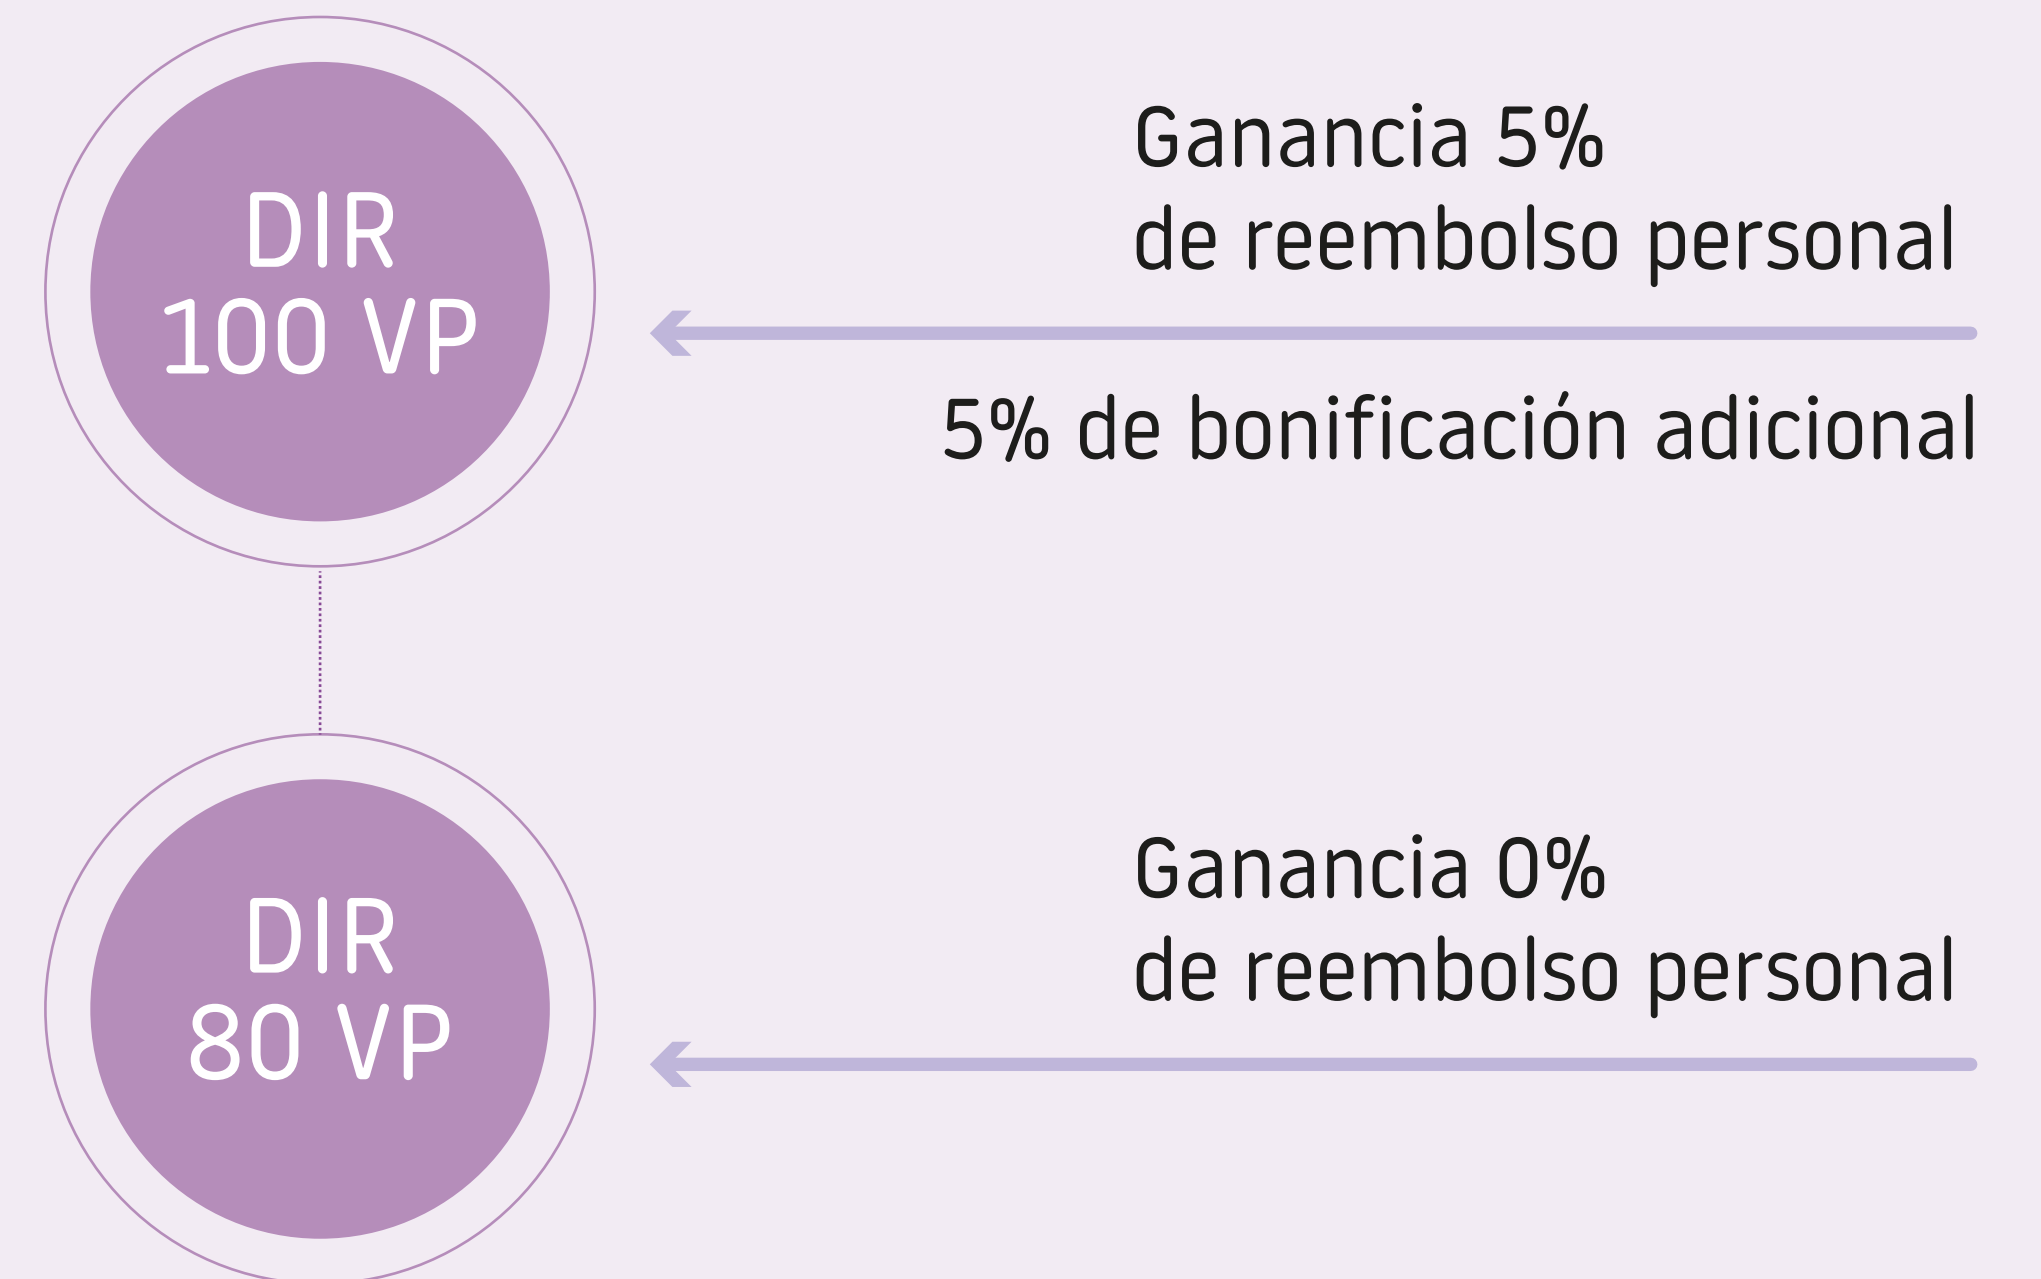 DIR
100 VP
Ganancia 5%
de reembolso personal
5% de bonificación adicional
DIR
80 VP
Ganancia 0%
de reembolso personal